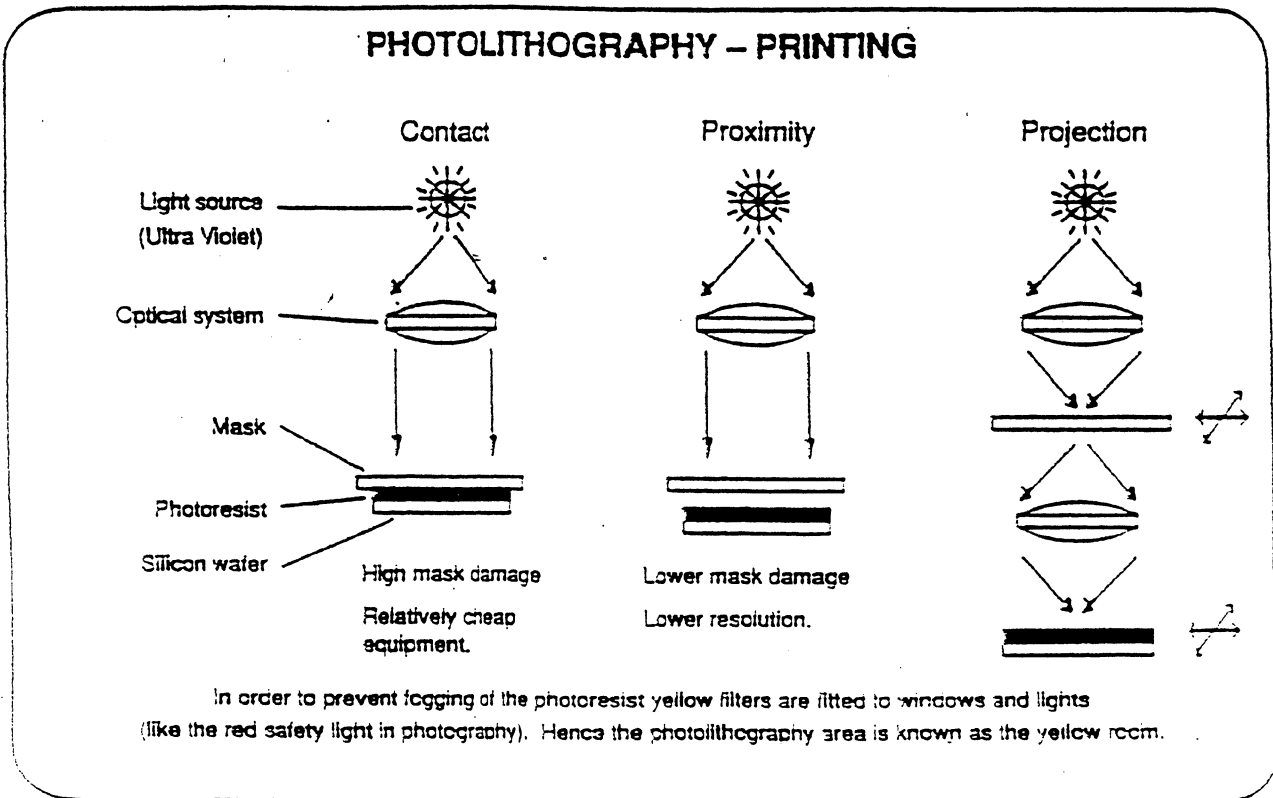 PHOTOLITHOGRAPHY – PRINTING
Contact
Proximity
Projection
Light source
(Ultra Violet)
Optical system
Mask
Photoresist
Silicon wafer
High mask damage
Relatively cheap
equipment.
Lower mask damage
Lower resolution.
In order to prevent fogging of the photoresist yellow filters are fitted to windows and lights
(like the red safety light in photography). Hence the photolithography area is known as the yellow room.